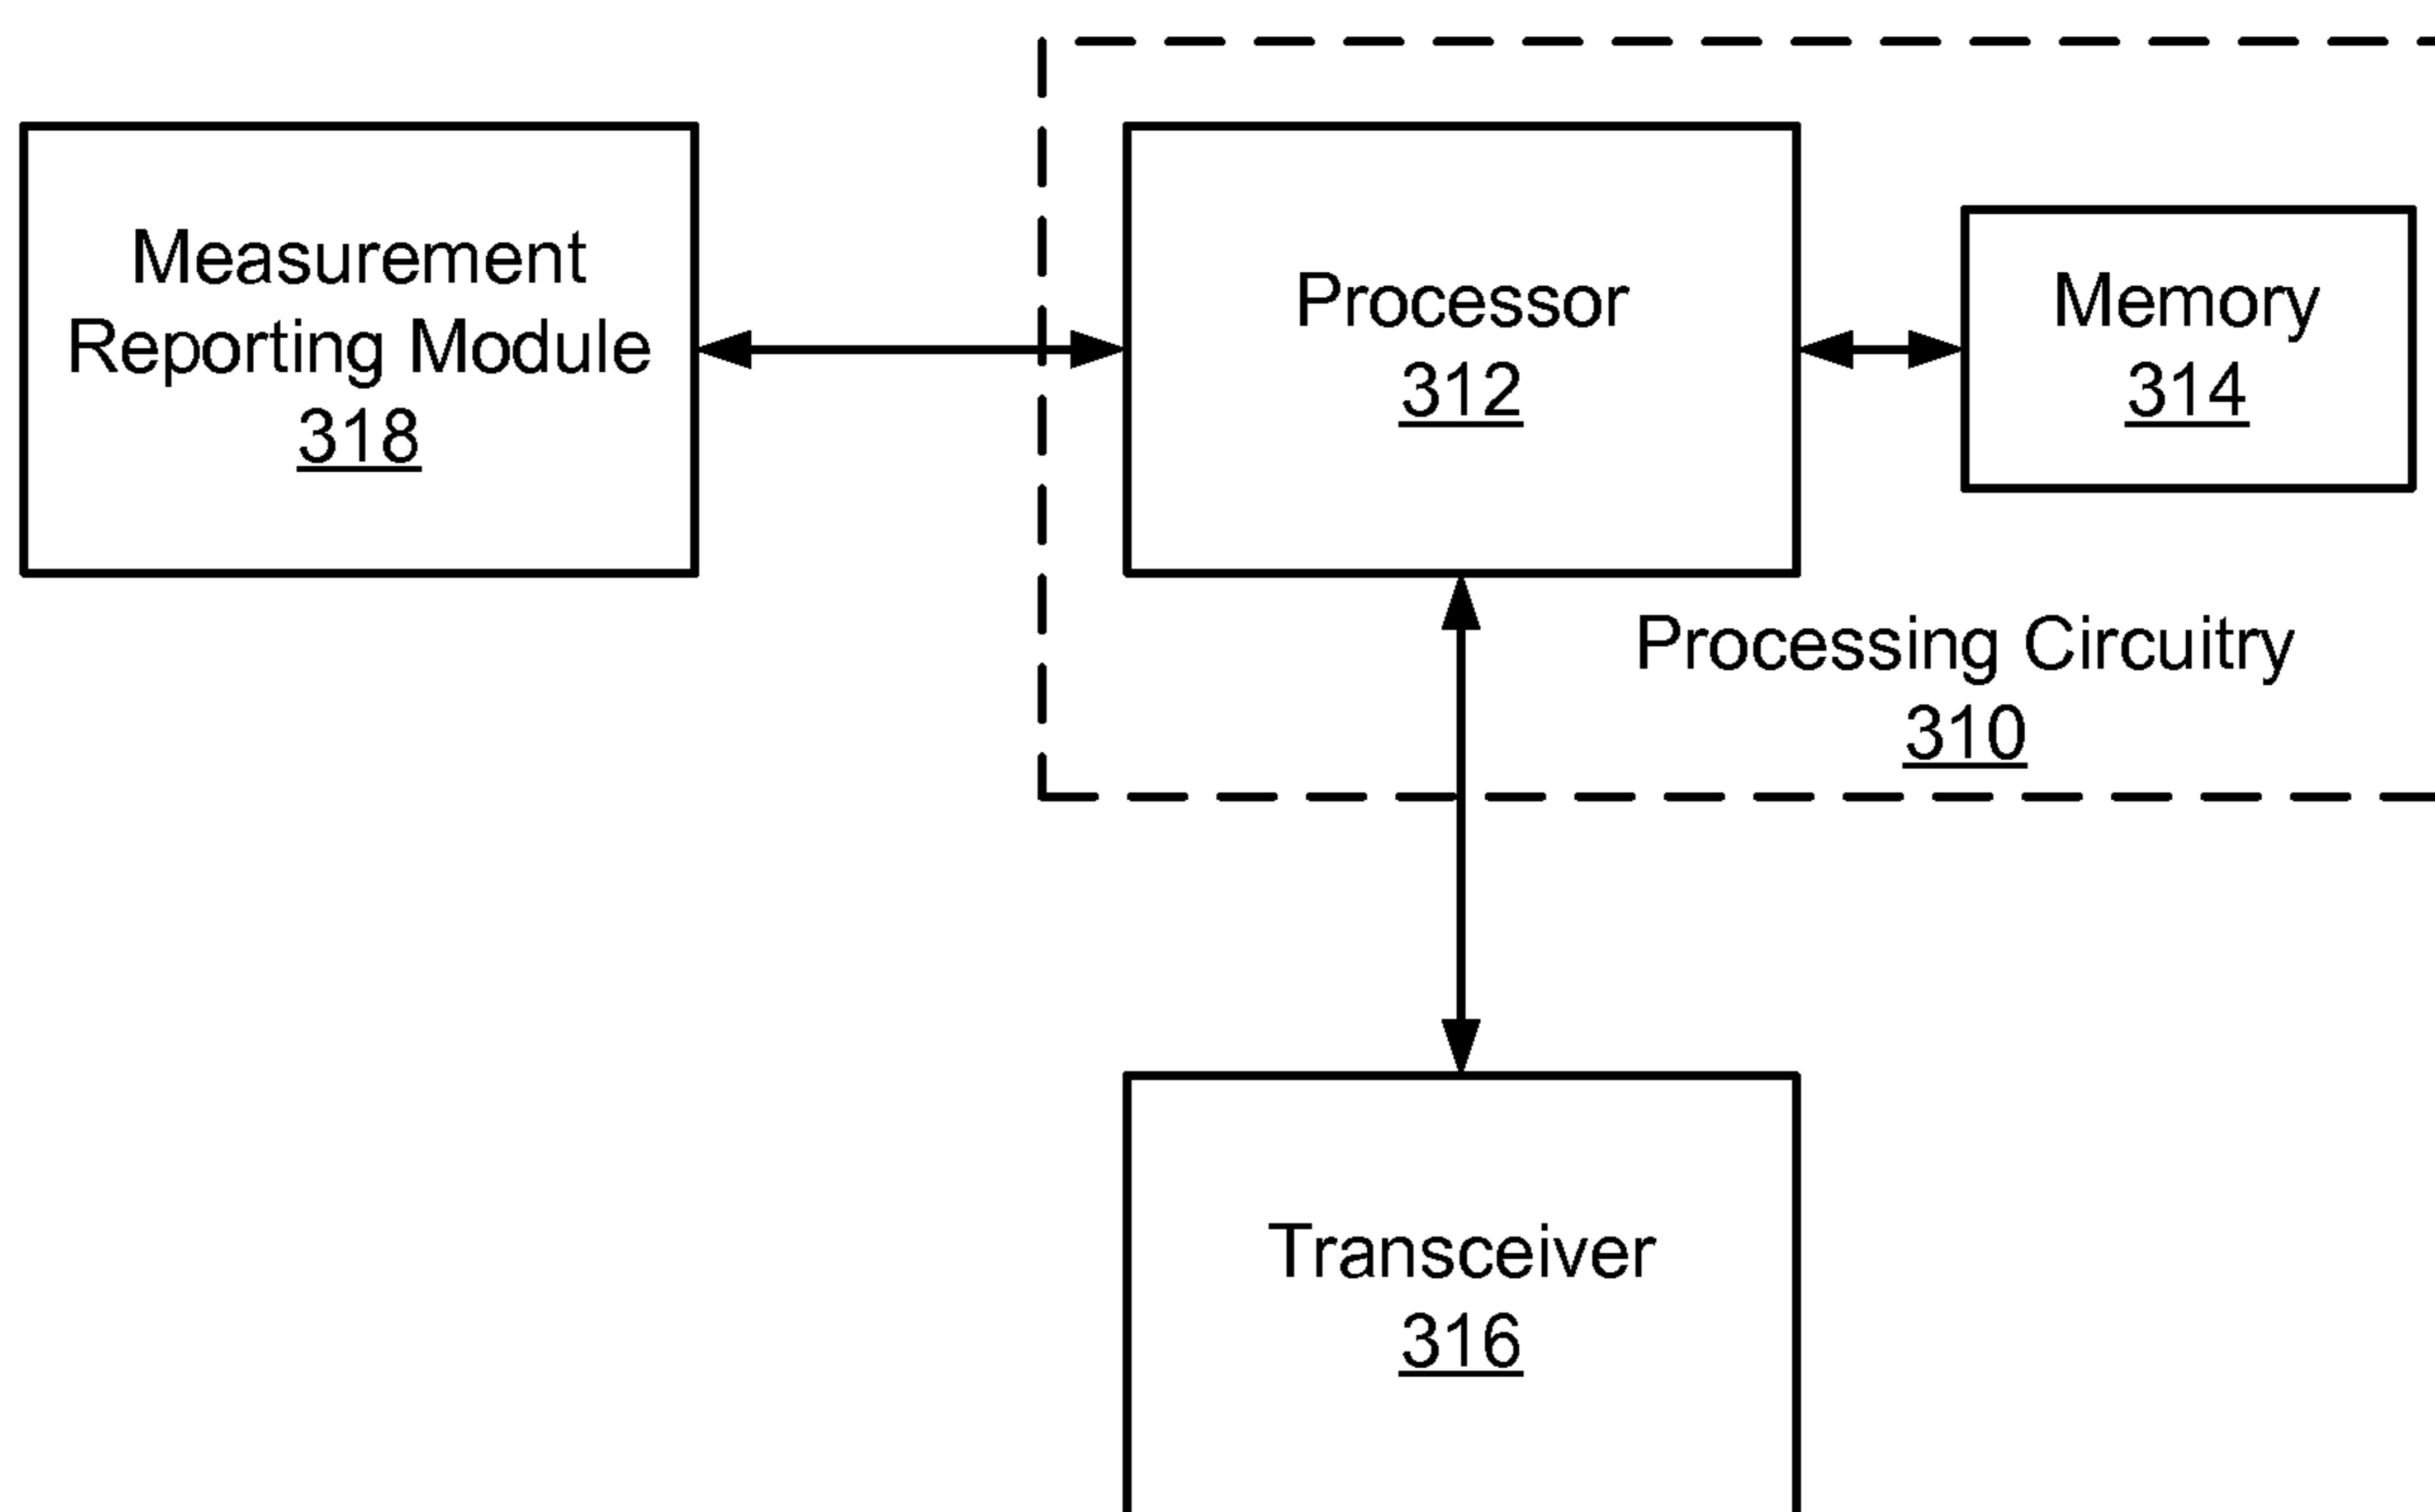 Measurement
Reporting Module
318
Processor
312
Memory
314
Processing Circuitry
310
Transceiver
316